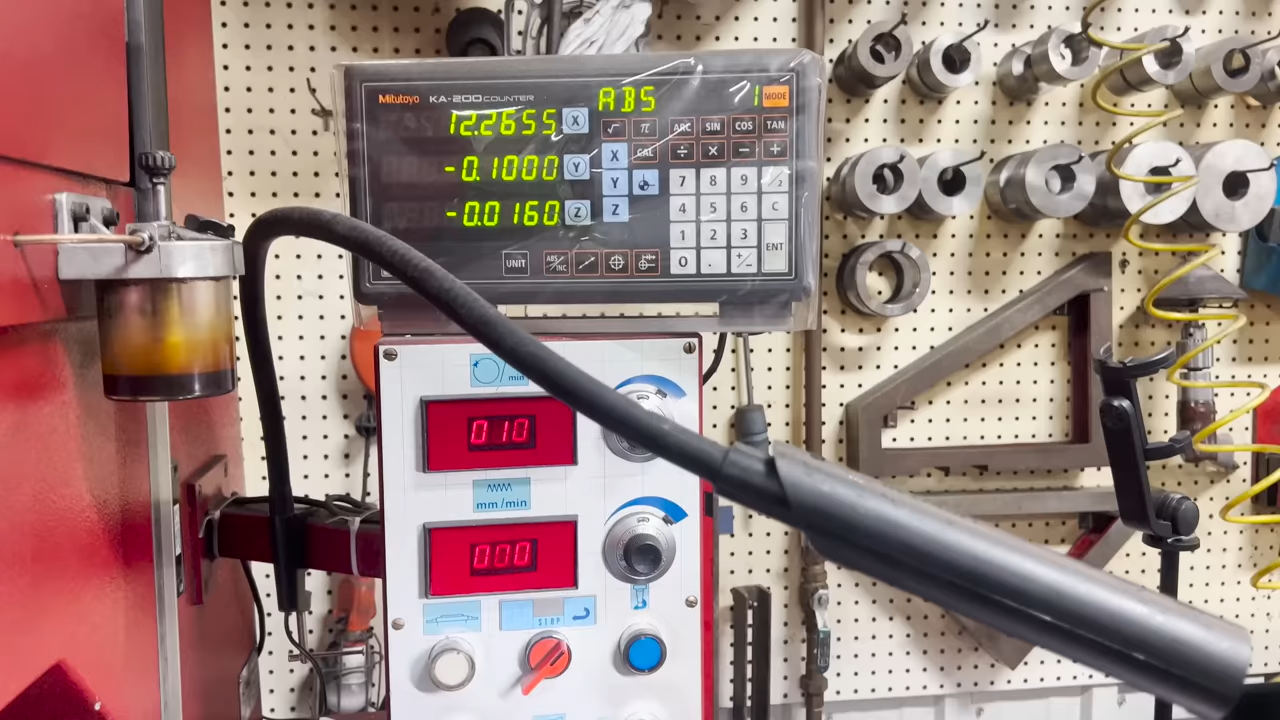 Mitutoyo KA-200 COUNTER ABS 1 MODE
12.2655 X √ π ARC SIN COS TAN
X CAL ÷ × − +
-0.1000 Y Y 7 8 9 /2
-0.0160 Z Z 4 5 6 C
1 2 3 ENT
UNIT ABS/INC 0 . +/−
/min
010
mm/min
000
STOP